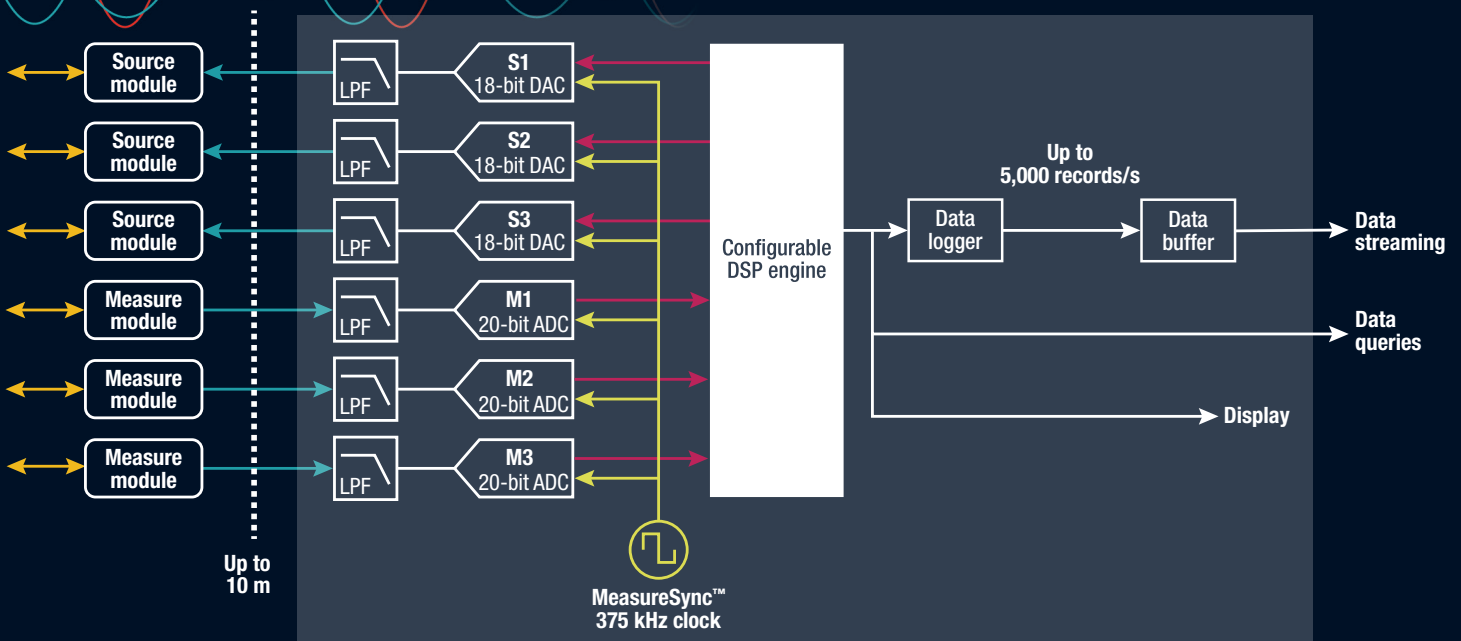 Source
module
LPF
S1
18-bit DAC
Source
module
LPF
S2
18-bit DAC
Source
module
LPF
S3
18-bit DAC
Measure
module
LPF
M1
20-bit ADC
Measure
module
LPF
M2
20-bit ADC
Measure
module
LPF
M3
20-bit ADC
Up to
10 m
MeasureSync™
375 kHz clock
Configurable
DSP engine
Up to
5,000 records/s
Data
logger
Data
buffer
Data
streaming
Data
queries
Display